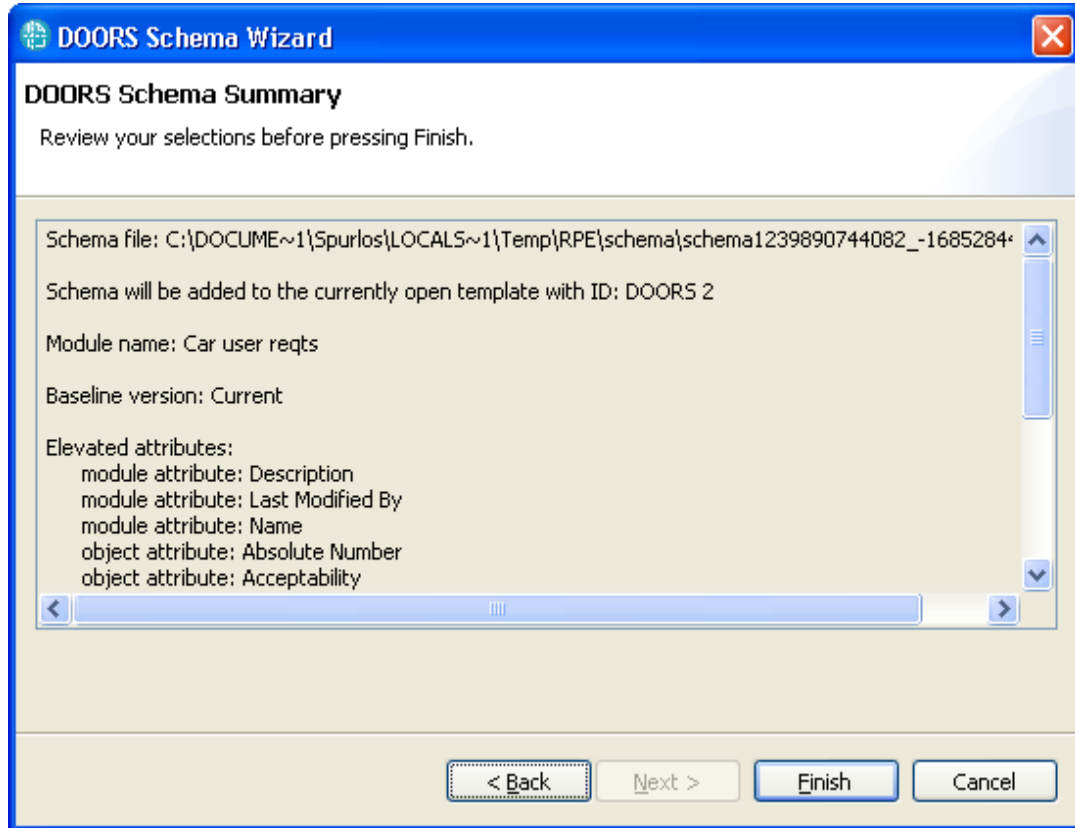 DOORS Schema Wizard
DOORS Schema Summary
Review your selections before pressing Finish.
Schema file: C:\DOCUME~1\Spurlos\LOCALS~1\Temp\RPE\schema\schema1239890744082_-1685284
Schema will be added to the currently open template with ID: DOORS 2
Module name: Car user reqts
Baseline version: Current
Elevated attributes:
module attribute: Description
module attribute: Last Modified By
module attribute: Name
object attribute: Absolute Number
object attribute: Acceptability
< Back Next > Finish Cancel